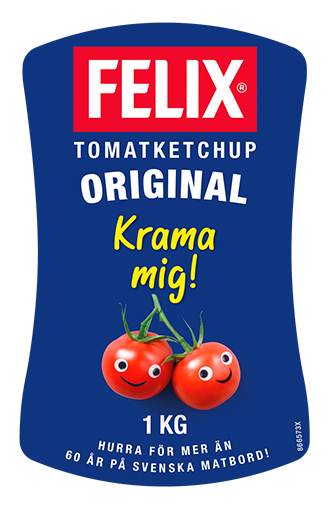 FELIX®
TOMATKETCHUP
ORIGINAL
Krama
mig!
1 KG
HURRA FÖR MER ÄN
60 ÅR PÅ SVENSKA MATBORD!
866573X